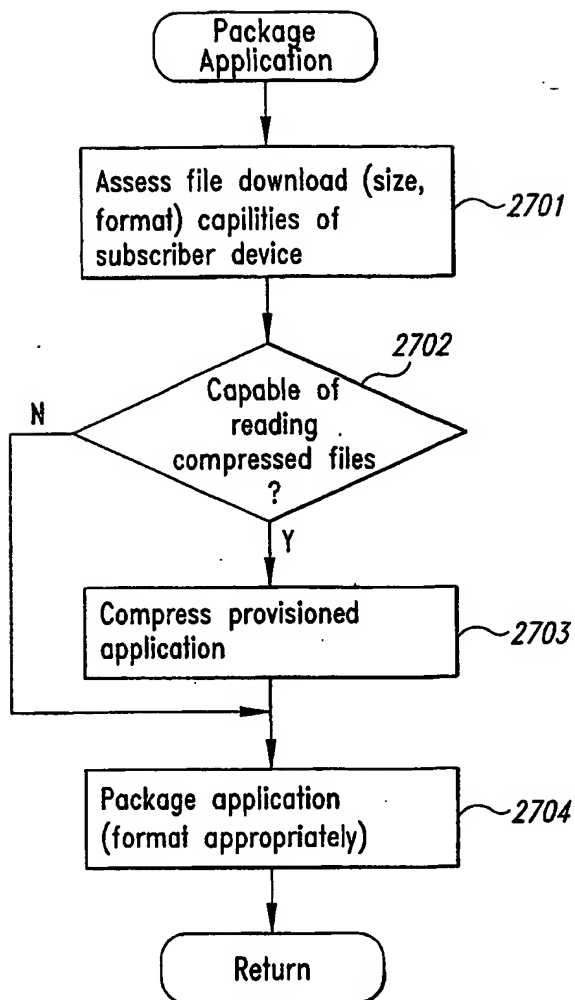 Package
Application
Assess file download (size,
format) capilities of
subscriber device
2701
2702
Capable of
reading
compressed files
?
N
Y
Compress provisioned
application
2703
Package application
(format appropriately)
2704
Return